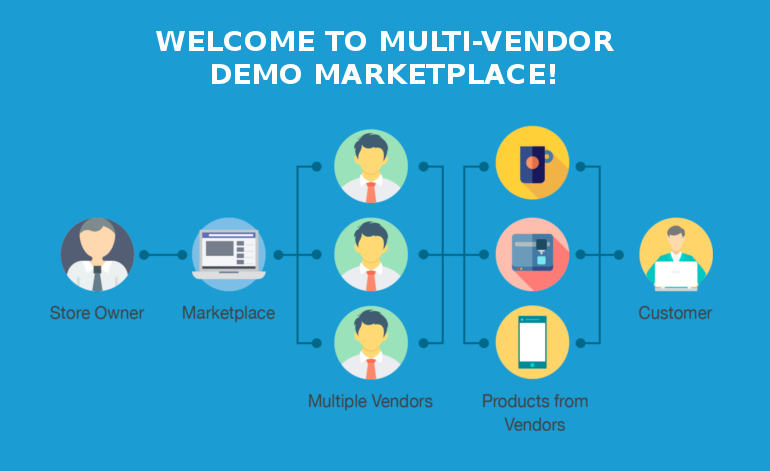 WELCOME TO MULTI-VENDOR
DEMO MARKETPLACE!
Store Owner
Marketplace
Multiple Vendors
Products from
Vendors
Customer